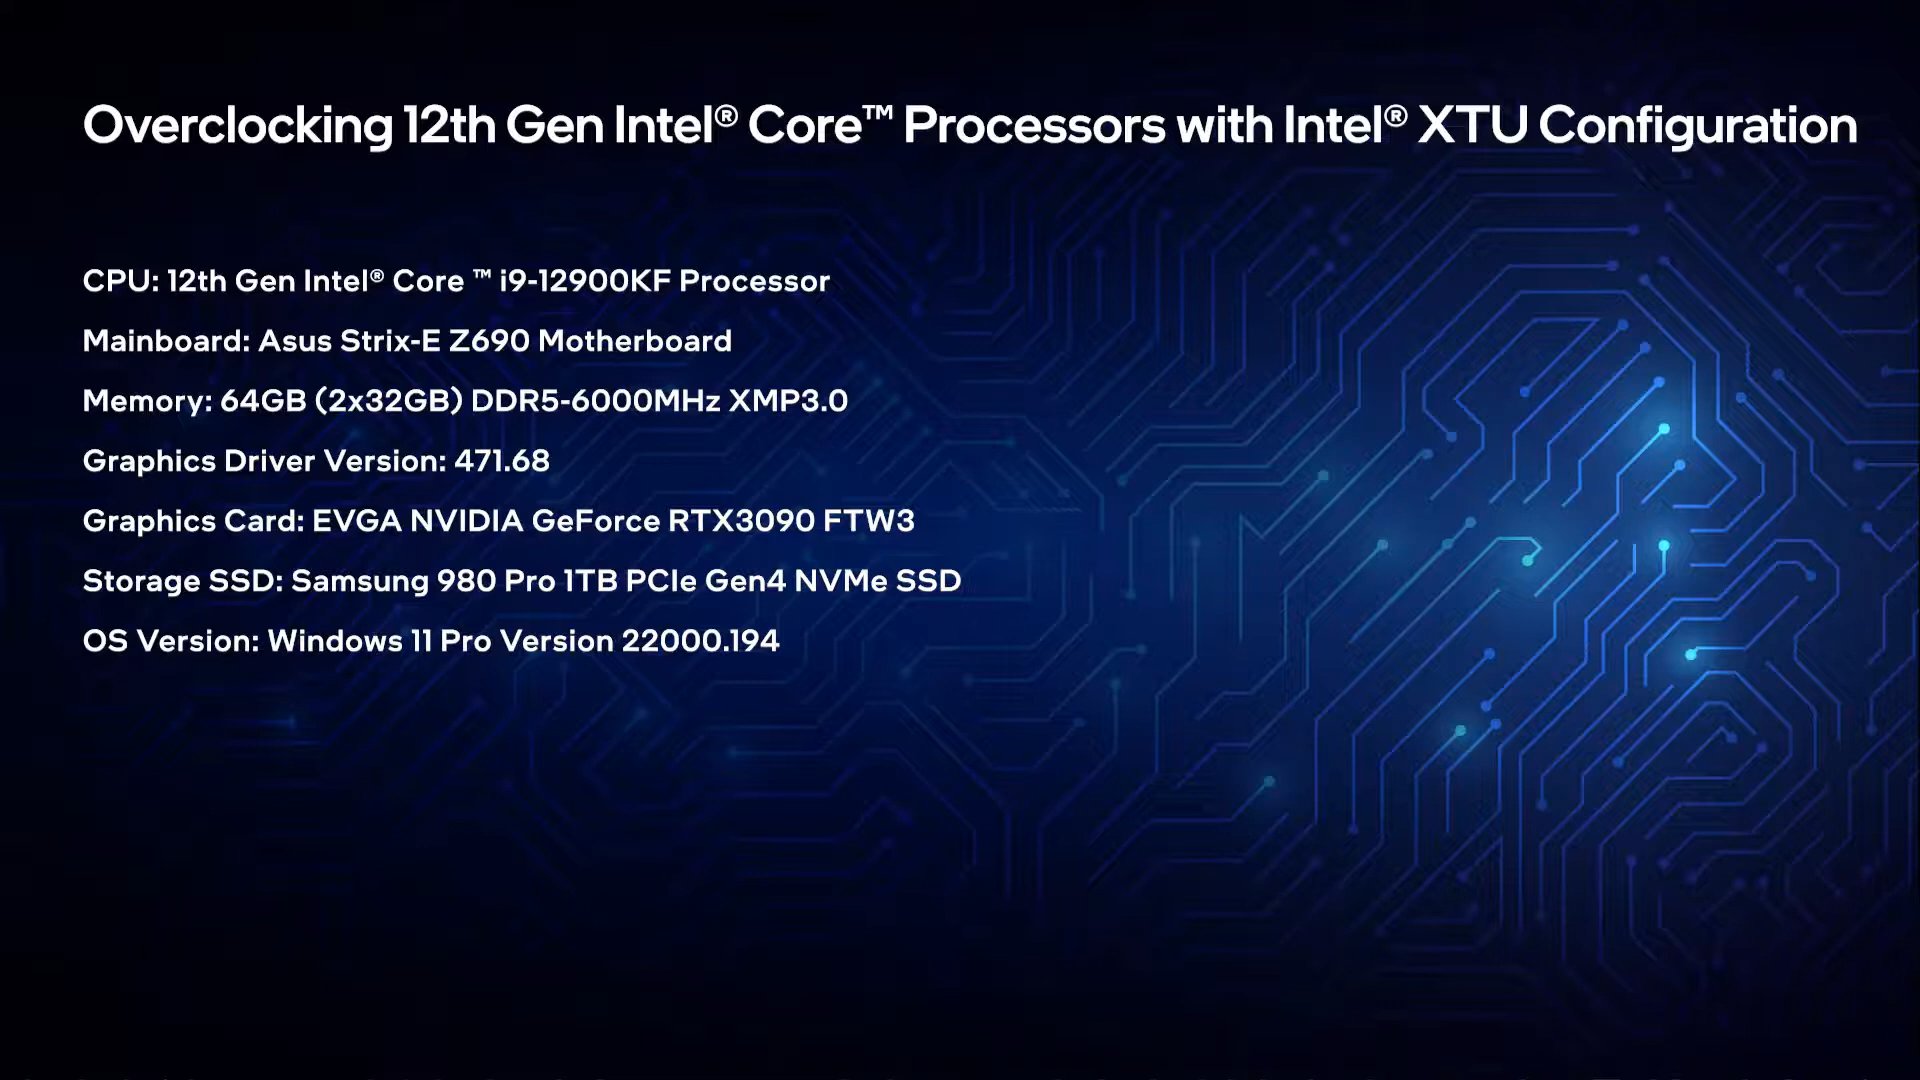 Overclocking 12th Gen Intel® Core™ Processors with Intel® XTU Configuration
CPU: 12th Gen Intel® Core ™ i9-12900KF Processor
Mainboard: Asus Strix-E Z690 Motherboard
Memory: 64GB (2x32GB) DDR5-6000MHz XMP3.0
Graphics Driver Version: 471.68
Graphics Card: EVGA NVIDIA GeForce RTX3090 FTW3
Storage SSD: Samsung 980 Pro 1TB PCIe Gen4 NVMe SSD
OS Version: Windows 11 Pro Version 22000.194